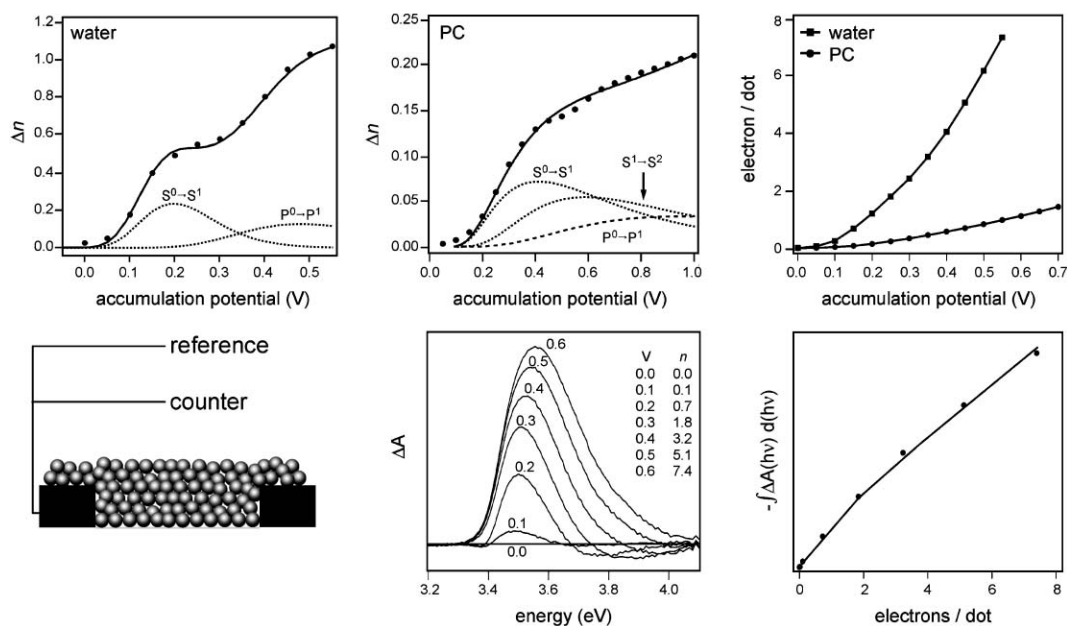 water
Δn
1.2
1.0
0.8
0.6
0.4
0.2
0.0
S⁰→S¹
P⁰→P¹
0.0 0.1 0.2 0.3 0.4 0.5
accumulation potential (V)
PC
Δn
0.25
0.20
0.15
0.10
0.05
0.00
S⁰→S¹
S¹→S²
P⁰→P¹
0.0 0.2 0.4 0.6 0.8 1.0
accumulation potential (V)
water
PC
electron / dot
8
6
4
2
0
0.0 0.1 0.2 0.3 0.4 0.5 0.6 0.7
accumulation potential (V)
reference
counter
ΔA
0.6
0.5
0.4
0.3
0.2
0.1
0.0
V n
0.0 0.0
0.1 0.1
0.2 0.7
0.3 1.8
0.4 3.2
0.5 5.1
0.6 7.4
3.2 3.4 3.6 3.8 4.0
energy (eV)
-∫ΔA(hν) d(hν)
0 2 4 6 8
electrons / dot